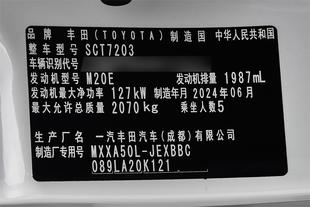 品牌 丰田(TOYOTA) 制造国 中华人民共和国
整车型号 SCT7203
车辆识别代号
发动机型号 M20E 发动机排量 1987mL
发动机最大净功率 127kW 制造年月 2024年06月
最大允许总质量 2070kg 乘坐人数 5
制造厂名 一汽丰田汽车(成都)有限公司
制造厂专用号 MXXA50L-JEXBBC
089LA20K121